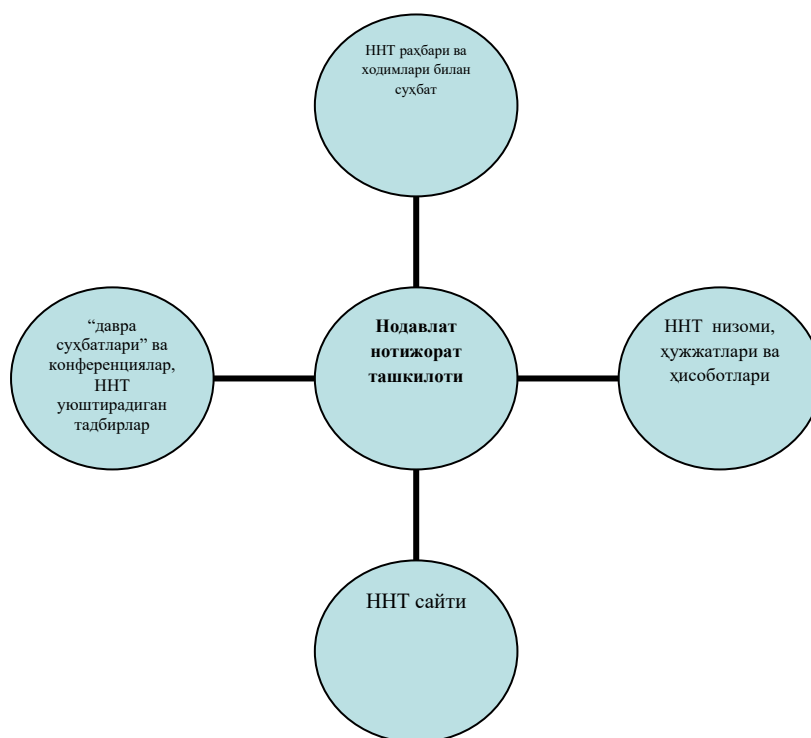 ННТ раҳбари ва
ходимлари билан
суҳбат
“давра
суҳбатлари” ва
конференциялар,
ННТ
уюштирадиган
тадбирлар
Нодавлат
нотижорат
ташкилоти
ННТ низоми,
ҳужжатлари ва
ҳисоботлари
ННТ сайти